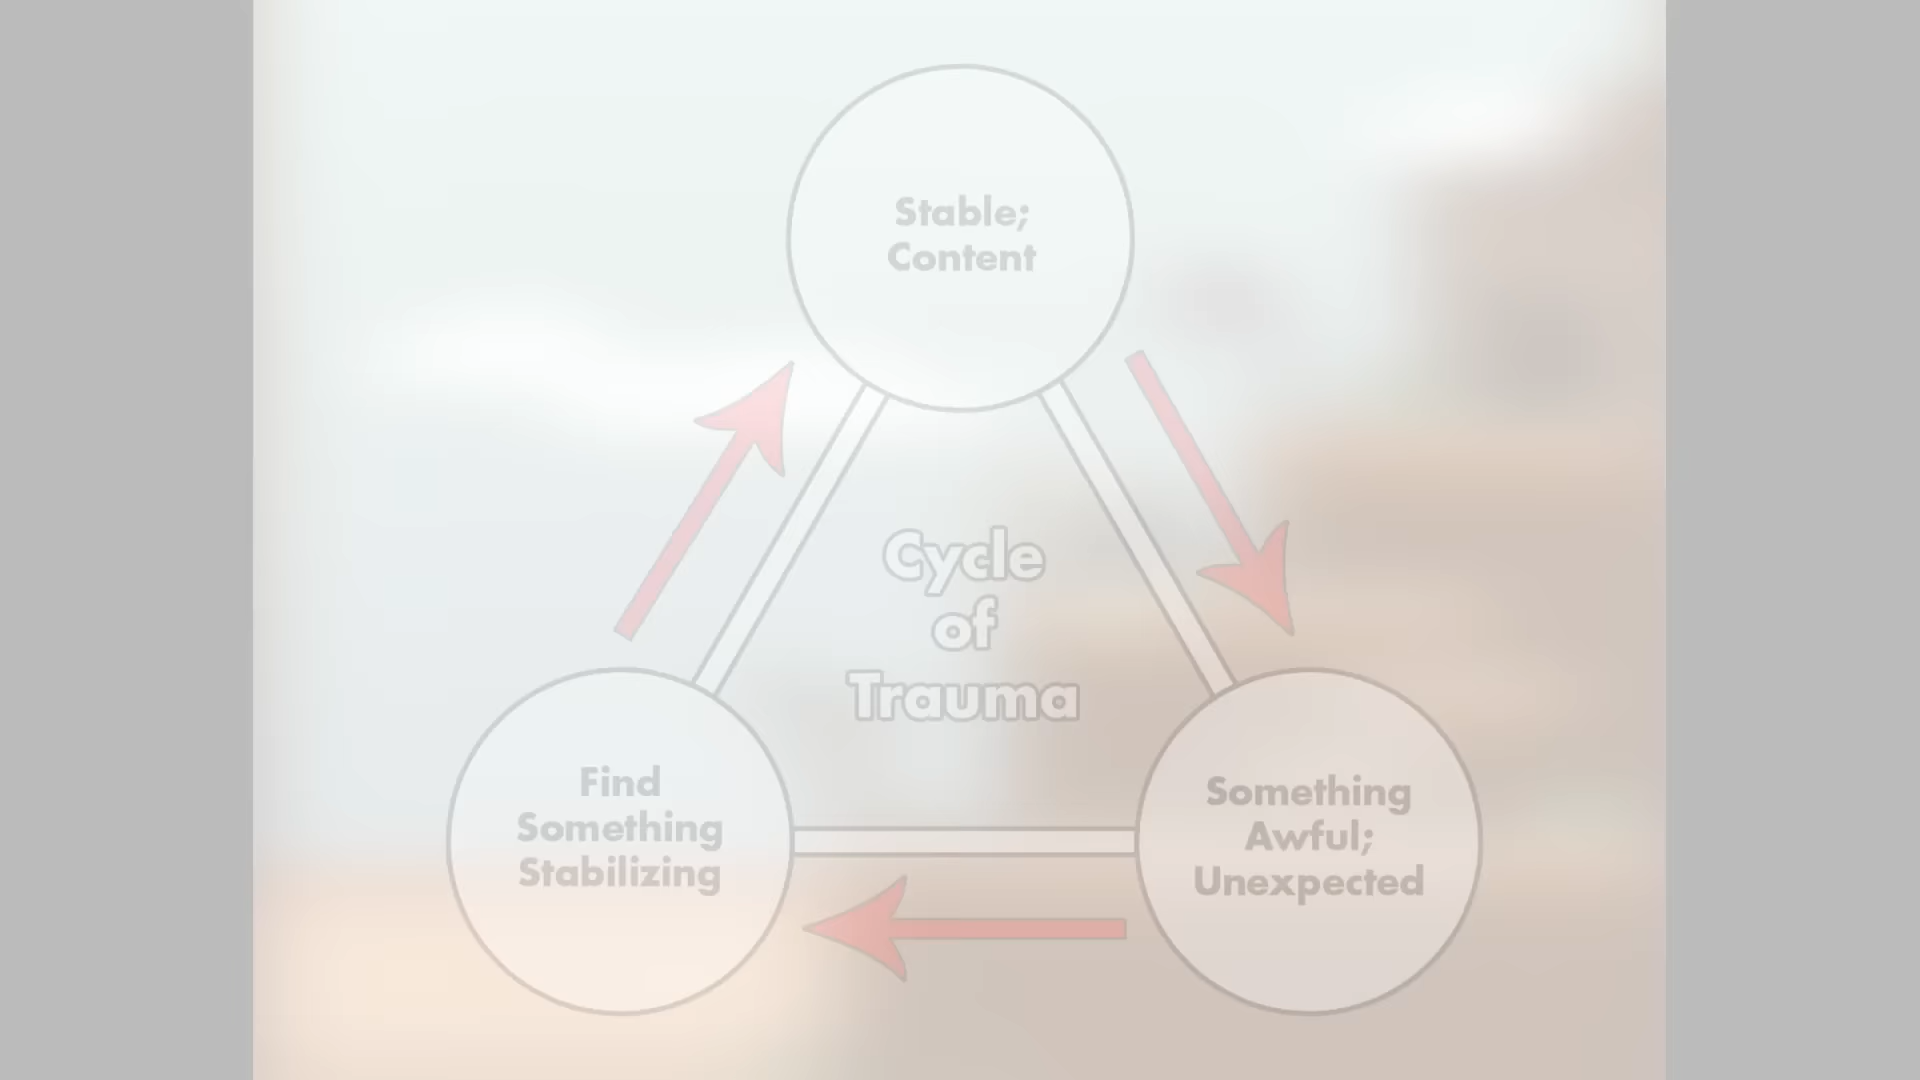 Stable;
Content
Cycle
of
Trauma
Find
Something
Stabilizing
Something
Awful;
Unexpected